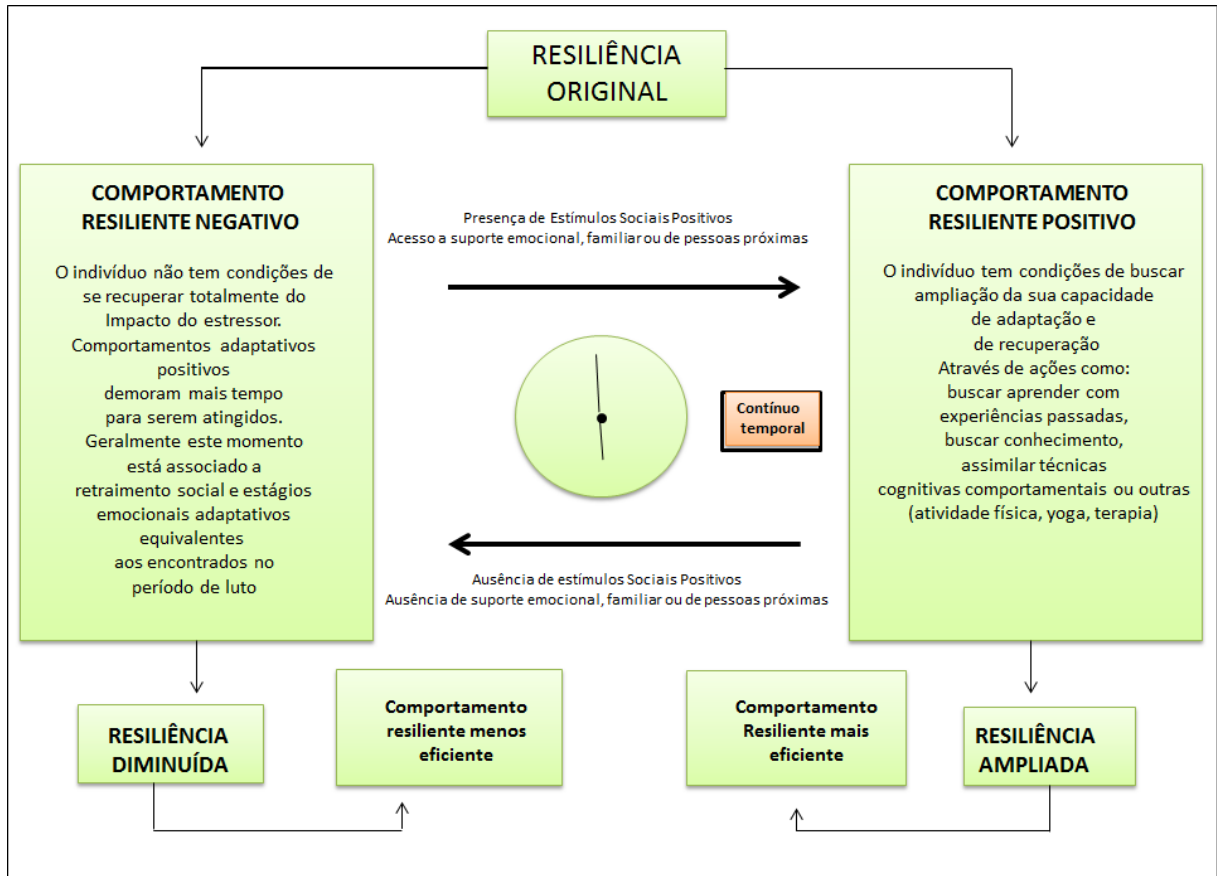 RESILIÊNCIA
ORIGINAL
COMPORTAMENTO
RESILIENTE NEGATIVO
O indivíduo não tem condições de
se recuperar totalmente do
Impacto do estressor.
Comportamentos adaptativos
positivos
demoram mais tempo
para serem atingidos.
Geralmente este momento
está associado a
retraimento social e estágios
emocionais adaptativos
equivalentes
aos encontrados no
período de luto
Presença de Estímulos Sociais Positivos
Acesso a suporte emocional, familiar ou de pessoas próximas
Contínuo
temporal
Ausência de estímulos Sociais Positivos
Ausência de suporte emocional, familiar ou de pessoas próximas
COMPORTAMENTO
RESILIENTE POSITIVO
O indivíduo tem condições de buscar
ampliação da sua capacidade
de adaptação e
de recuperação
Através de ações como:
buscar aprender com
experiências passadas,
buscar conhecimento,
assimilar técnicas
cognitivas comportamentais ou outras
(atividade física, yoga, terapia)
RESILIÊNCIA
DIMINUÍDA
Comportamento
resiliente menos
eficiente
Comportamento
Resiliente mais
eficiente
RESILIÊNCIA
AMPLIADA